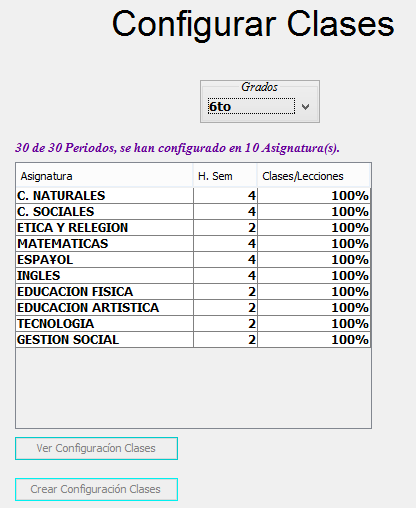 Configurar Clases
Grados
6to
30 de 30 Periodos, se han configurado en 10 Asignatura(s).
Asignatura H. Sem Clases/Lecciones
C. NATURALES 4 100%
C. SOCIALES 4 100%
ETICA Y RELEGION 2 100%
MATEMATICAS 4 100%
ESPA¥OL 4 100%
INGLES 4 100%
EDUCACION FISICA 2 100%
EDUCACION ARTISTICA 2 100%
TECNOLOGIA 2 100%
GESTION SOCIAL 2 100%
Ver Configuracíon Clases
Crear Configuración Clases